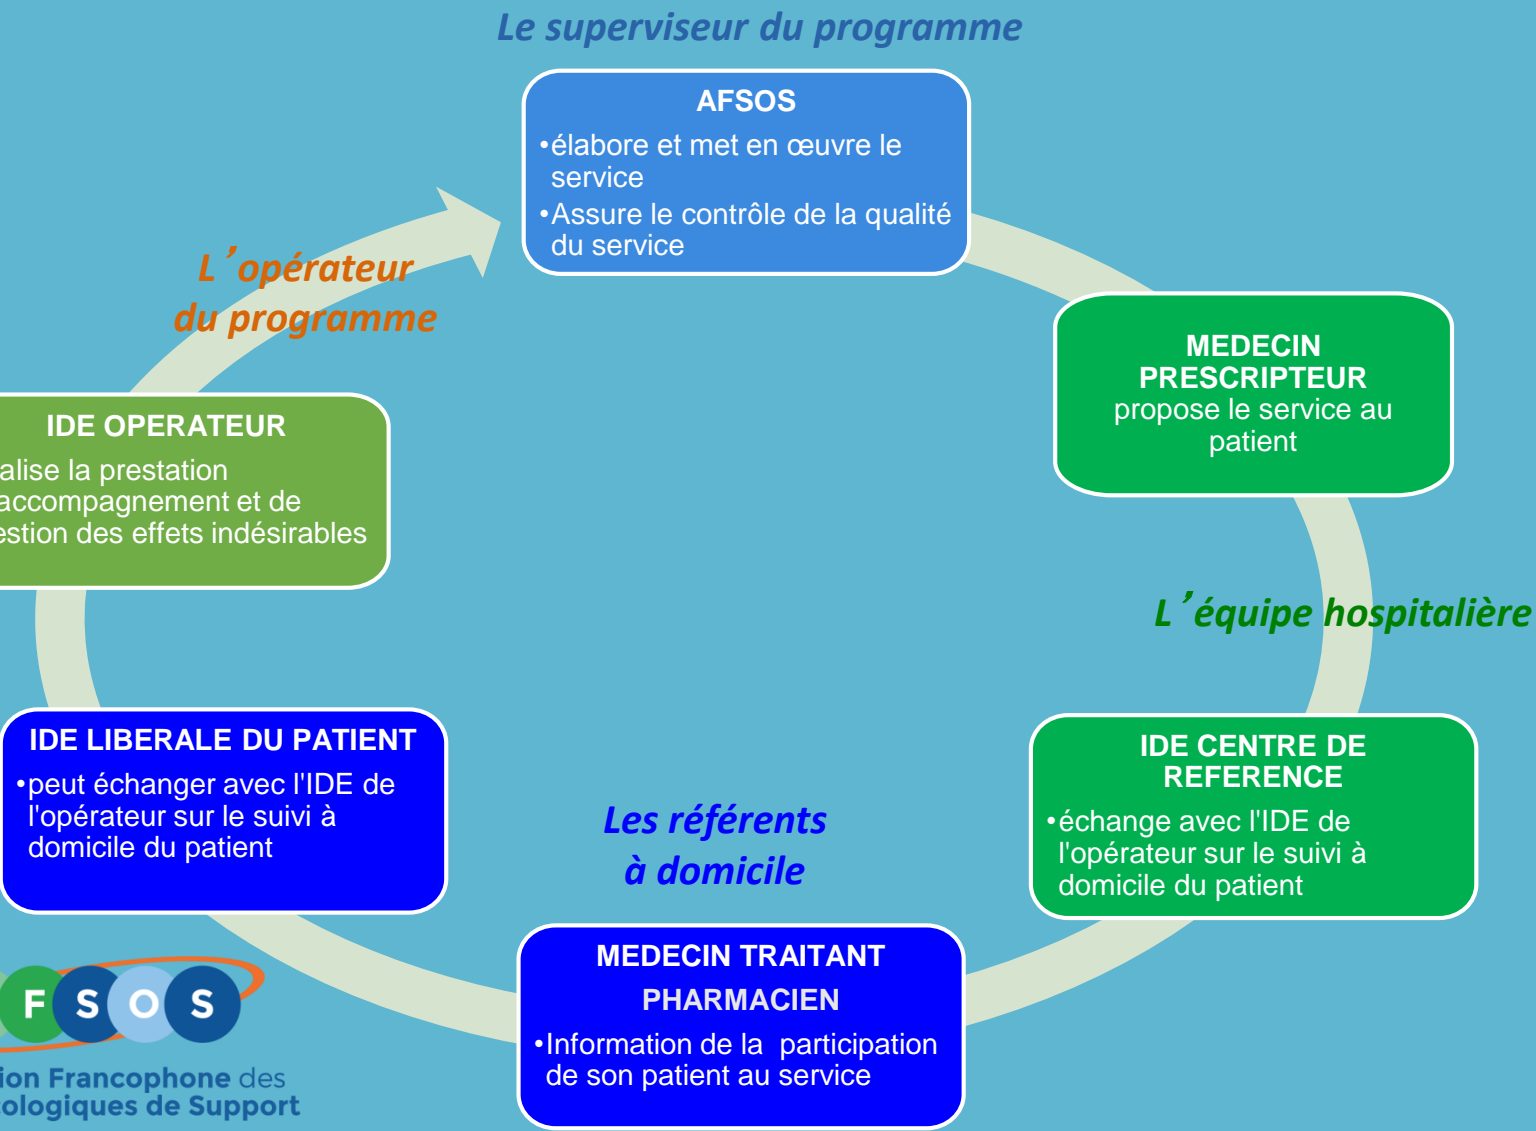 Le superviseur du programme
AFSOS
•élabore et met en œuvre le
service
•Assure le contrôle de la qualité
du service
L'opérateur
du programme
MEDECIN
PRESCRIPTEUR
propose le service au
patient
IDE OPERATEUR
alise la prestation
accompagnement et de
estion des effets indésirables
L'équipe hospitalière
IDE LIBERALE DU PATIENT
•peut échanger avec l'IDE de
l'opérateur sur le suivi à
domicile du patient
IDE CENTRE DE
REFERENCE
•échange avec l'IDE de
l'opérateur sur le suivi à
domicile du patient
Les référents
à domicile
MEDECIN TRAITANT
PHARMACIEN
•Information de la participation
de son patient au service
F S O S
ion Francophone des
cologiques de Support